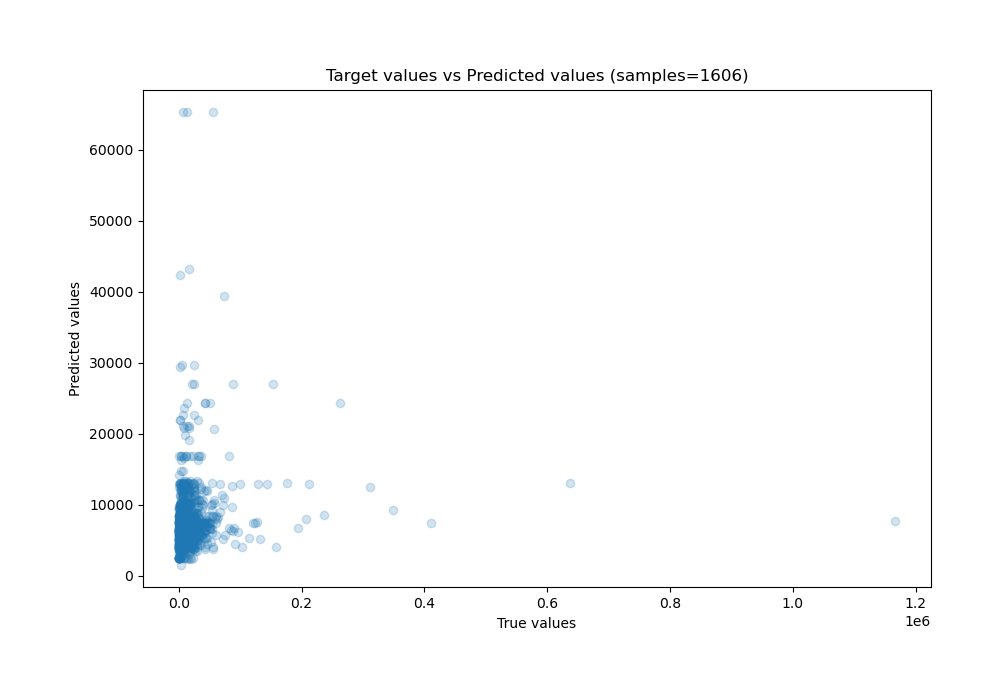 Target values vs Predicted values (samples=1606)
Predicted values
60000
50000
40000
30000
20000
10000
0
0.0 0.2 0.4 0.6 0.8 1.0 1.2
1e6
True values